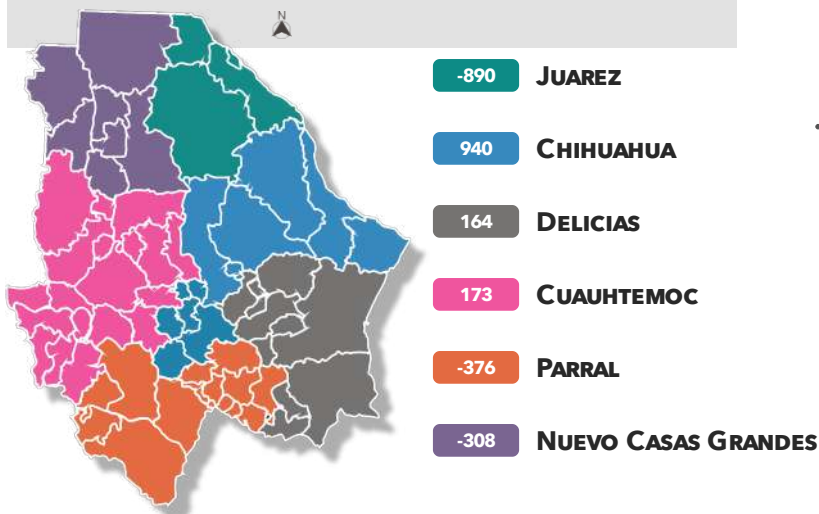 N
-890 JUAREZ
940 CHIHUAHUA
164 DELICIAS
173 CUAUHTEMOC
-376 PARRAL
-308 NUEVO CASAS GRANDES